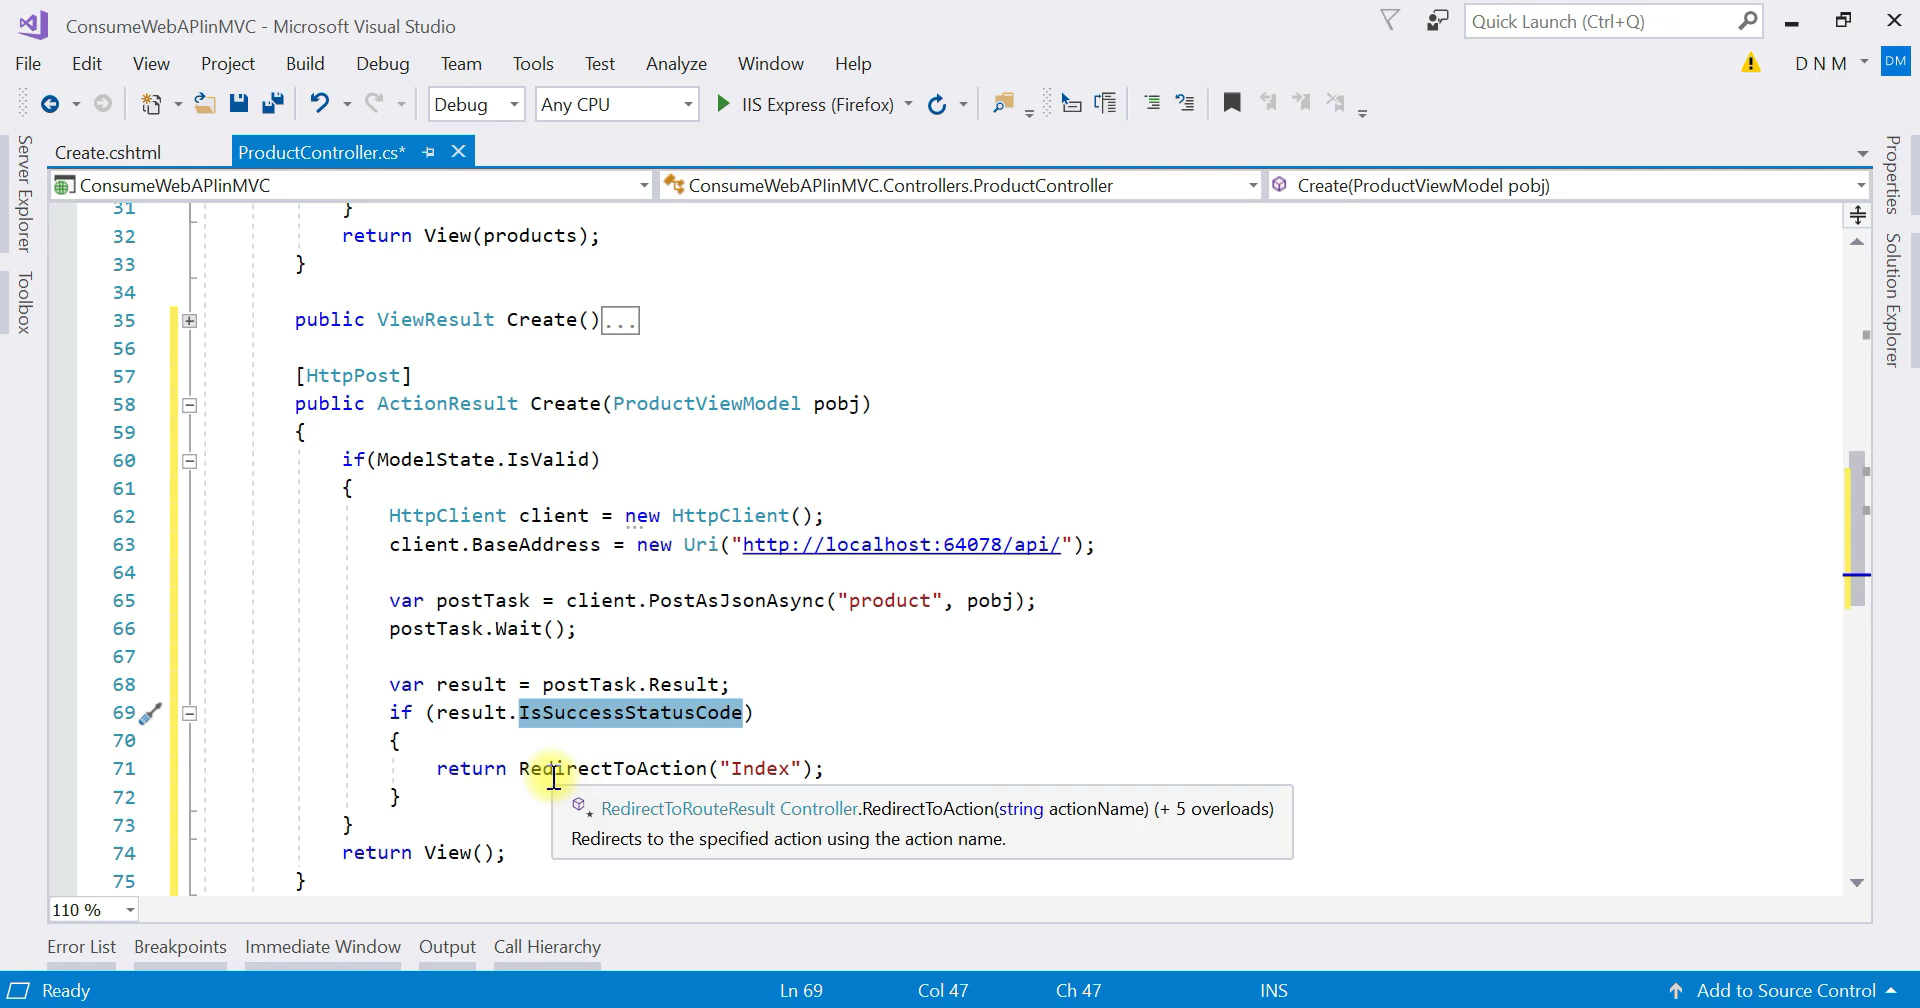 ConsumeWebAPIinMVC - Microsoft Visual Studio
Quick Launch (Ctrl+Q)
File Edit View Project Build Debug Team Tools Test Analyze Window Help
D N M DM
Debug Any CPU IIS Express (Firefox)
Server Explorer
Toolbox
Properties
Solution Explorer
Create.cshtml ProductController.cs*
ConsumeWebAPIinMVC ConsumeWebAPIinMVC.Controllers.ProductController Create(ProductViewModel pobj)
31 }
32 return View(products);
33 }
34
35 public ViewResult Create()...
56
57 [HttpPost]
58 public ActionResult Create(ProductViewModel pobj)
59 {
60 if(ModelState.IsValid)
61 {
62 HttpClient client = new HttpClient();
63 client.BaseAddress = new Uri("http://localhost:64078/api/");
64
65 var postTask = client.PostAsJsonAsync("product", pobj);
66 postTask.Wait();
67
68 var result = postTask.Result;
69 if (result.IsSuccessStatusCode)
70 {
71 return RedirectToAction("Index");
72 }
RedirectToRouteResult Controller.RedirectToAction(string actionName) (+ 5 overloads)
Redirects to the specified action using the action name.
73 }
74 return View();
75 }
110 %
Error List Breakpoints Immediate Window Output Call Hierarchy
Ready Ln 69 Col 47 Ch 47 INS Add to Source Control